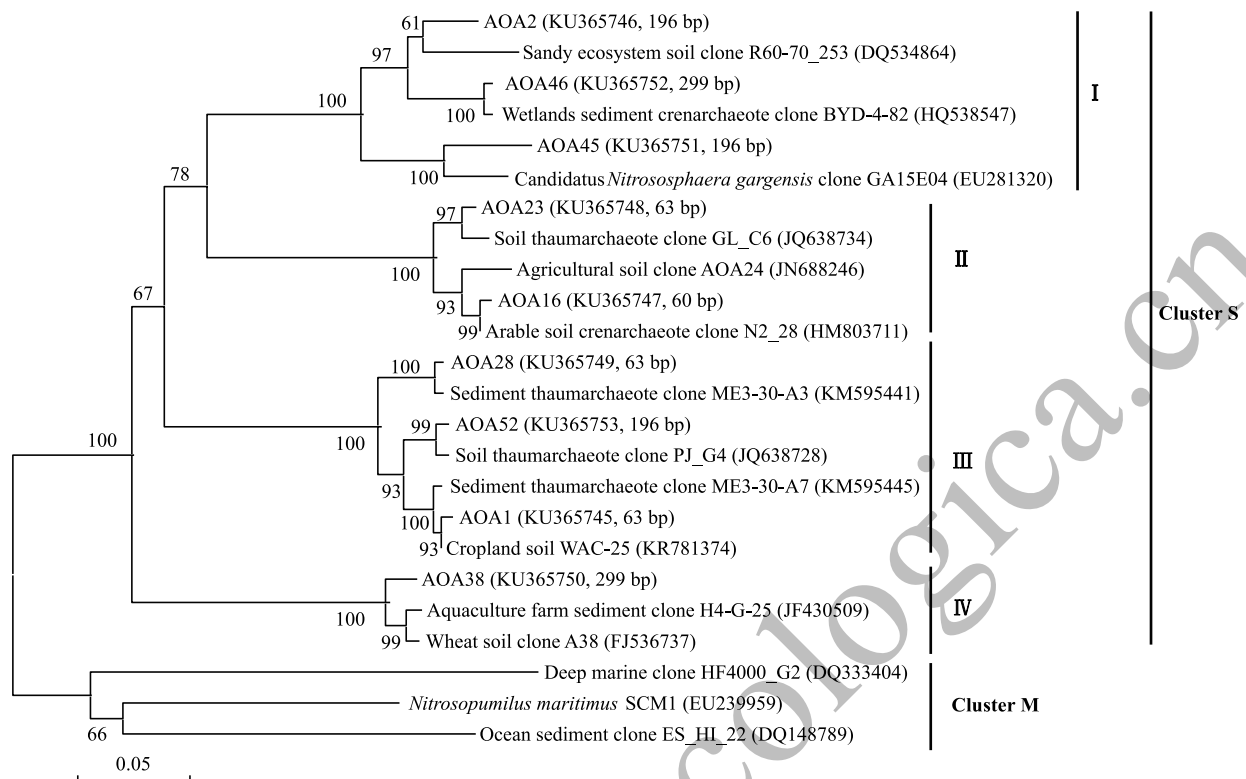 61
AOA2 (KU365746, 196 bp)
Sandy ecosystem soil clone R60-70_253 (DQ534864)
97
AOA46 (KU365752, 299 bp)
100
Wetlands sediment crenarchaeote clone BYD-4-82 (HQ538547)
100
AOA45 (KU365751, 196 bp)
100
Candidatus Nitrososphaera gargensis clone GA15E04 (EU281320)
I
78
97
AOA23 (KU365748, 63 bp)
Soil thaumarchaeote clone GL_C6 (JQ638734)
100
Agricultural soil clone AOA24 (JN688246)
93
AOA16 (KU365747, 60 bp)
99
Arable soil crenarchaeote clone N2_28 (HM803711)
II
67
Cluster S
100
AOA28 (KU365749, 63 bp)
Sediment thaumarchaeote clone ME3-30-A3 (KM595441)
99
AOA52 (KU365753, 196 bp)
100
Soil thaumarchaeote clone PJ_G4 (JQ638728)
93
Sediment thaumarchaeote clone ME3-30-A7 (KM595445)
100
AOA1 (KU365745, 63 bp)
93
Cropland soil WAC-25 (KR781374)
III
100
AOA38 (KU365750, 299 bp)
100
Aquaculture farm sediment clone H4-G-25 (JF430509)
99
Wheat soil clone A38 (FJ536737)
IV
Deep marine clone HF4000_G2 (DQ333404)
Nitrosopumilus maritimus SCM1 (EU239959)
66
Ocean sediment clone ES_HI_22 (DQ148789)
Cluster M
0.05
cologica.cn